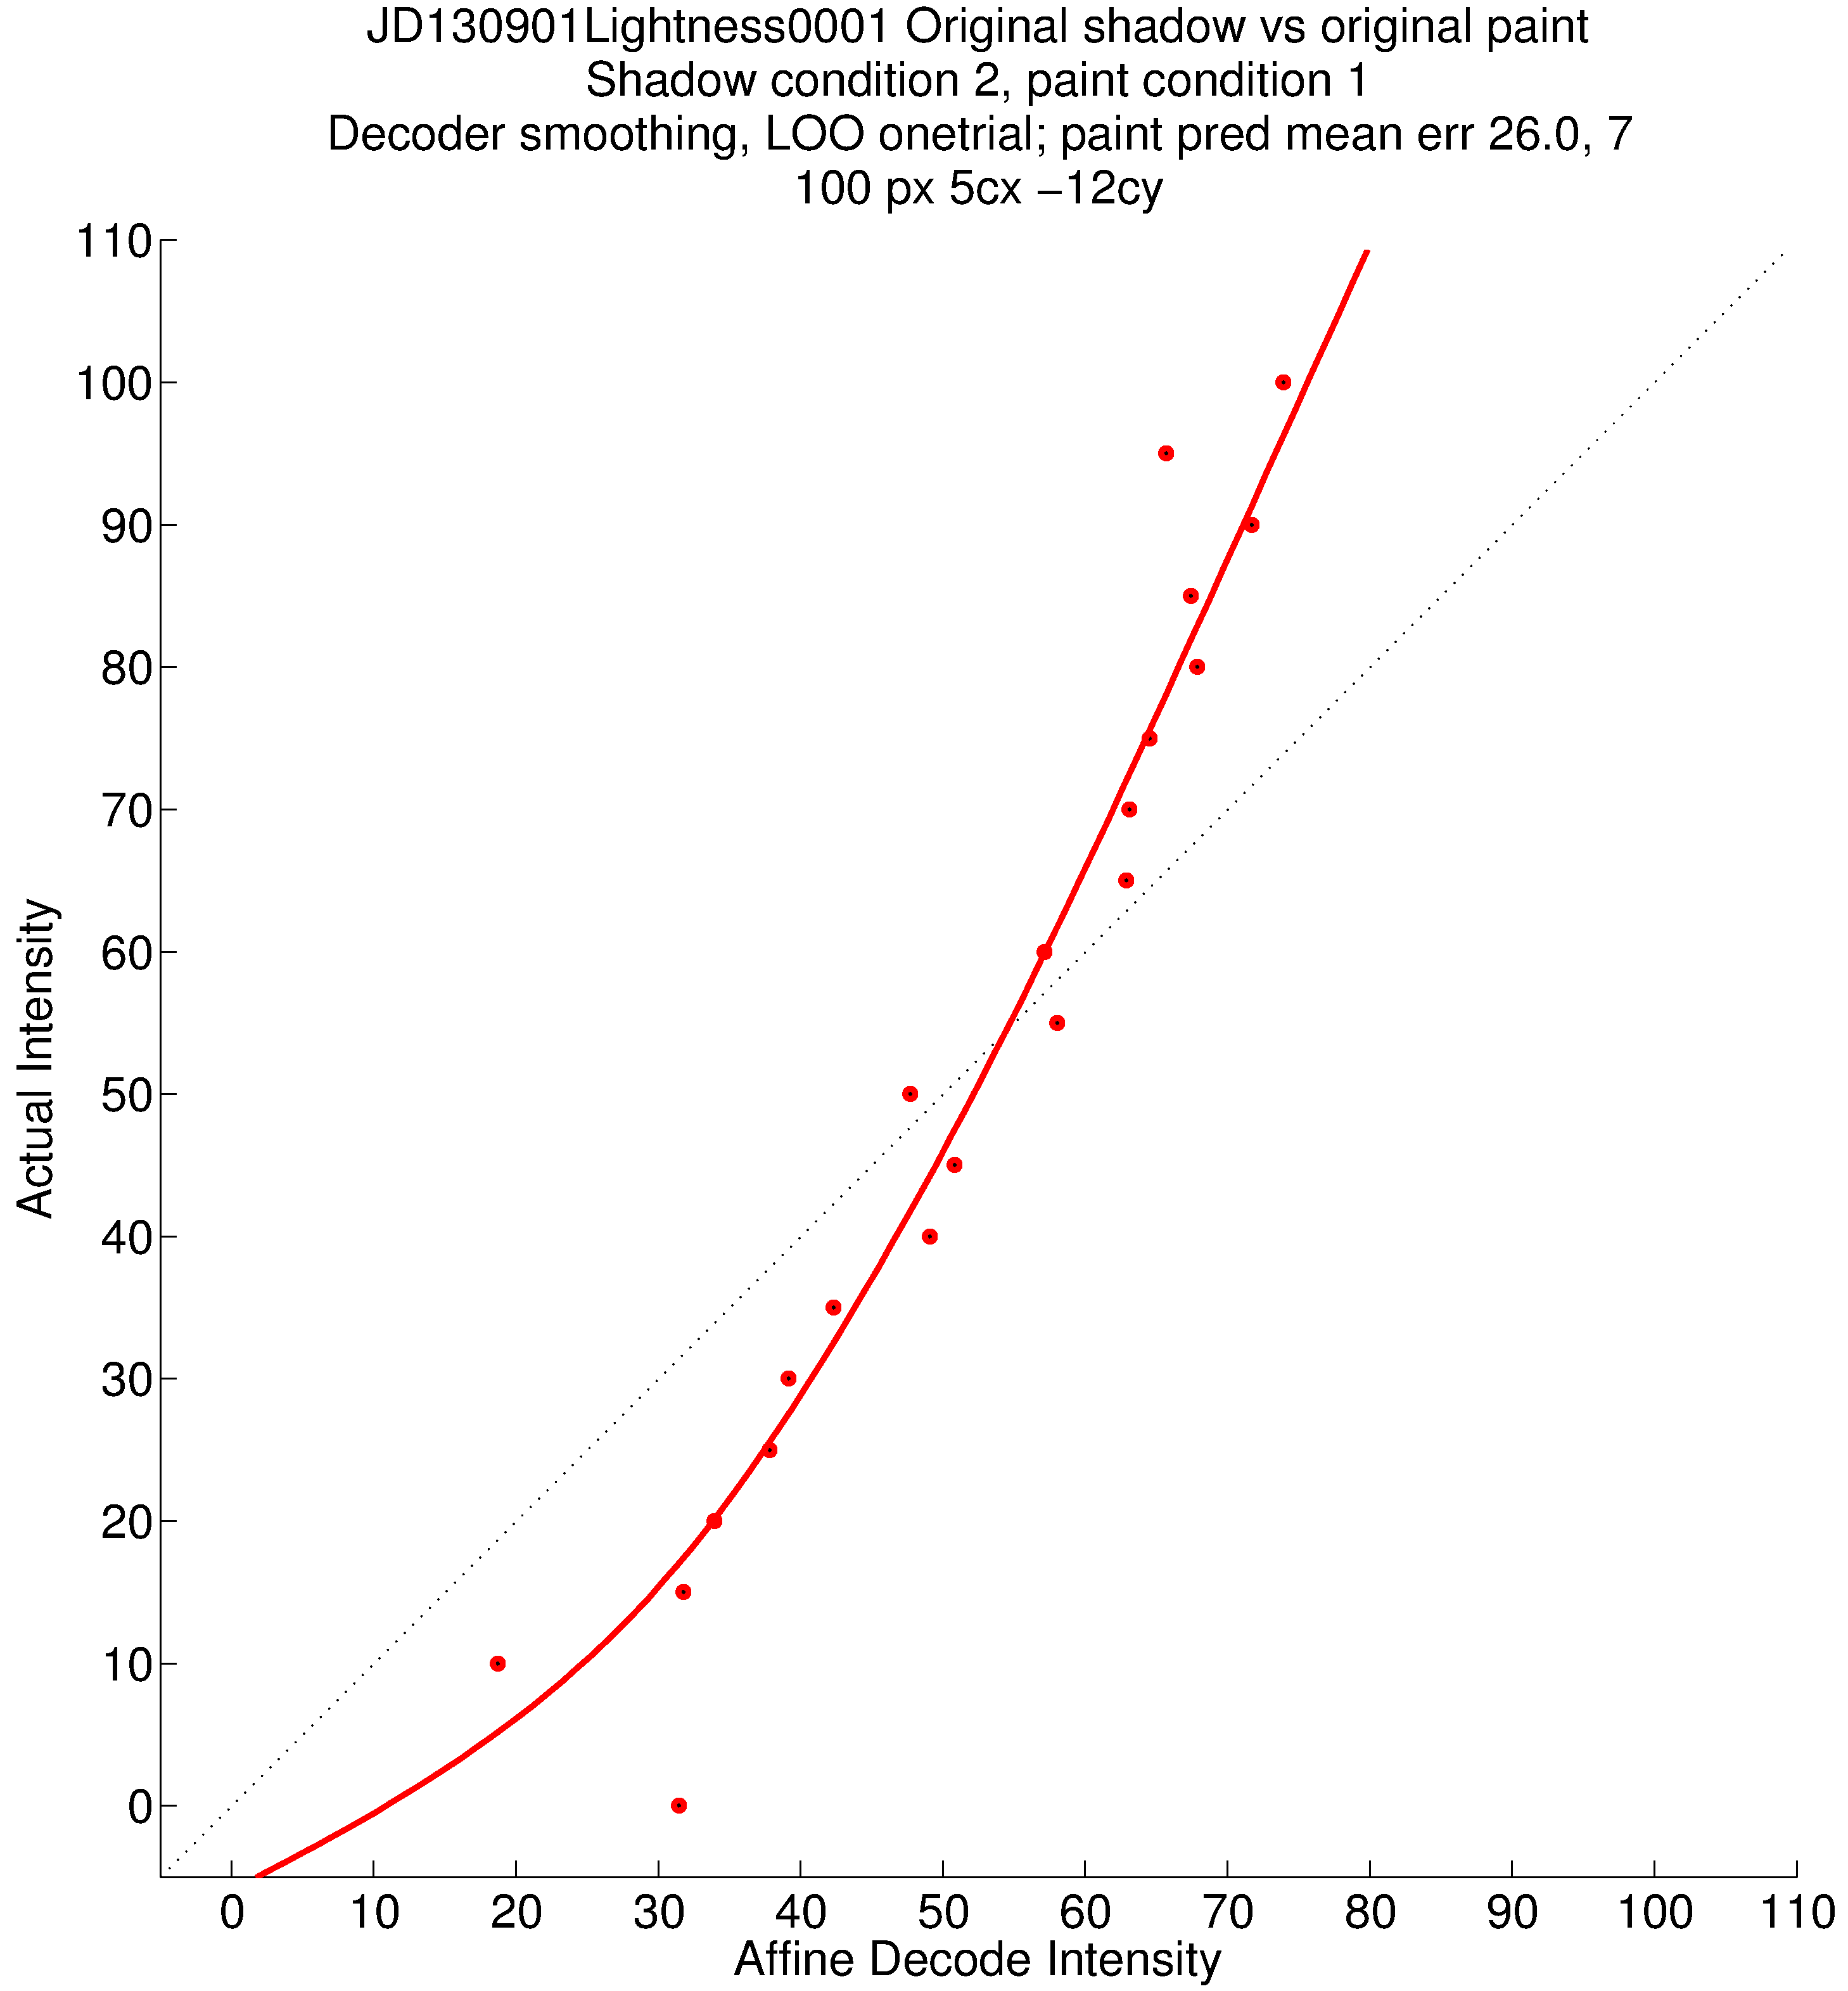 JD130901Lightness0001 Original shadow vs original paint
Shadow condition 2, paint condition 1
Decoder smoothing, LOO onetrial; paint pred mean err 26.0, 7
100 px 5cx −12cy
110
100
90
80
70
60
50
40
30
20
10
0
Actual Intensity
0 10 20 30 40 50 60 70 80 90 100 110
Affine Decode Intensity